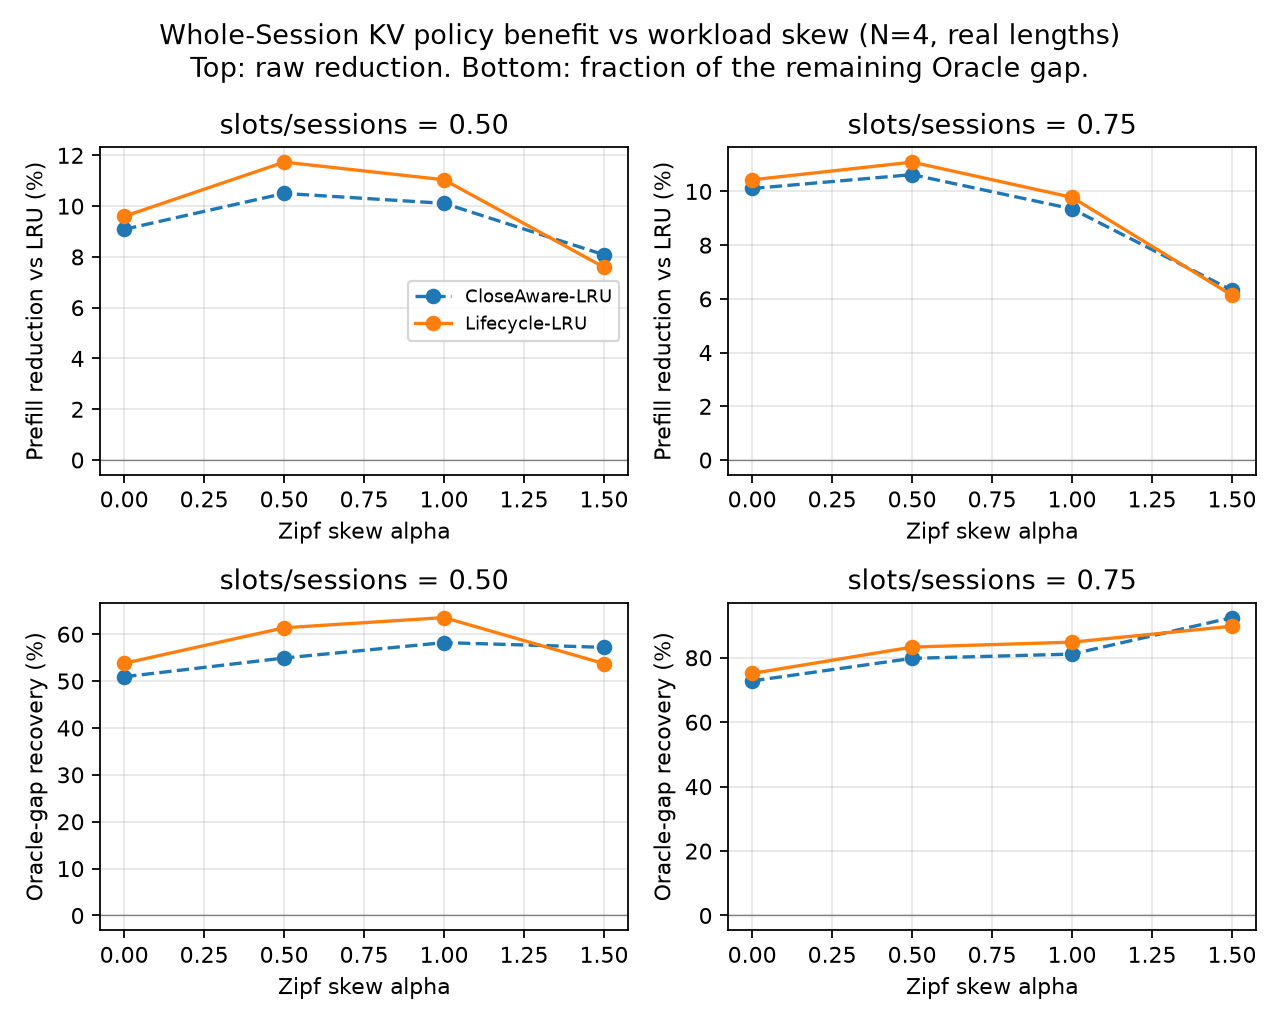 Whole-Session KV policy benefit vs workload skew (N=4, real lengths)
Top: raw reduction. Bottom: fraction of the remaining Oracle gap.
slots/sessions = 0.50
Prefill reduction vs LRU (%)
12
10
8
6
4
2
0
CloseAware-LRU
Lifecycle-LRU
0.00 0.25 0.50 0.75 1.00 1.25 1.50
Zipf skew alpha
slots/sessions = 0.75
Prefill reduction vs LRU (%)
10
8
6
4
2
0
0.00 0.25 0.50 0.75 1.00 1.25 1.50
Zipf skew alpha
slots/sessions = 0.50
Oracle-gap recovery (%)
60
50
40
30
20
10
0
0.00 0.25 0.50 0.75 1.00 1.25 1.50
Zipf skew alpha
slots/sessions = 0.75
Oracle-gap recovery (%)
80
60
40
20
0
0.00 0.25 0.50 0.75 1.00 1.25 1.50
Zipf skew alpha